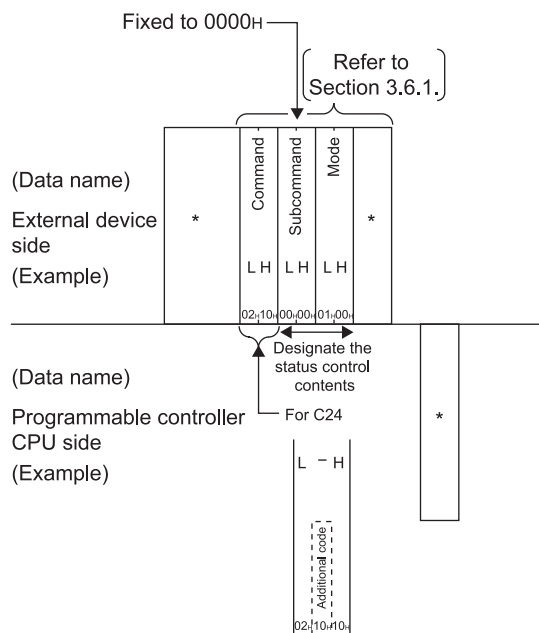 Fixed to 0000H
Refer to
Section 3.6.1.
(Data name)
External device
side
(Example)
*
Command
Subcommand
Mode
*
L H
L H
L H
02H 10H 00H 00H 01H 00H
Designate the
status control
contents
(Data name)
Programmable controller
CPU side
(Example)
For C24
*
L – H
Additional code
02H 10H 10H